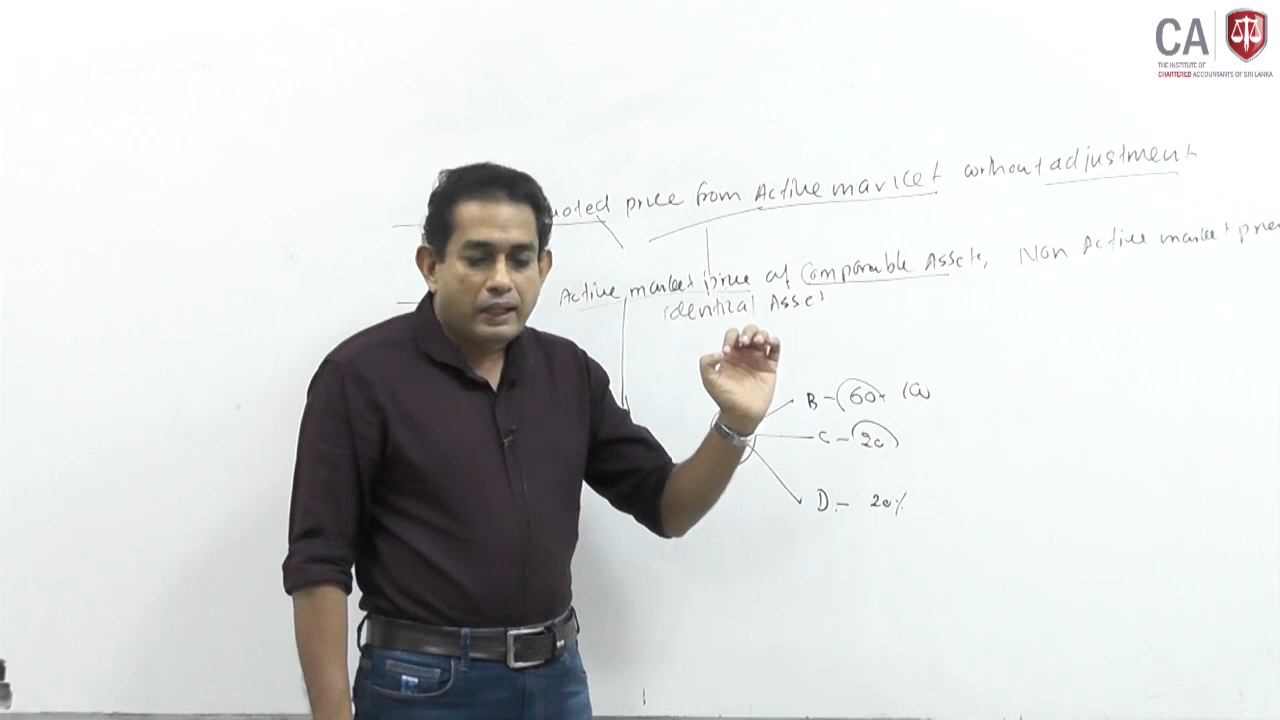 CA
THE INSTITUTE OF
CHARTERED ACCOUNTANTS OF SRI LANKA
uoted price from Active market without adjustment
Active market price of Comparable Assets, Non Active market
identical Asset
B - 60%
C - 20
D - 20%